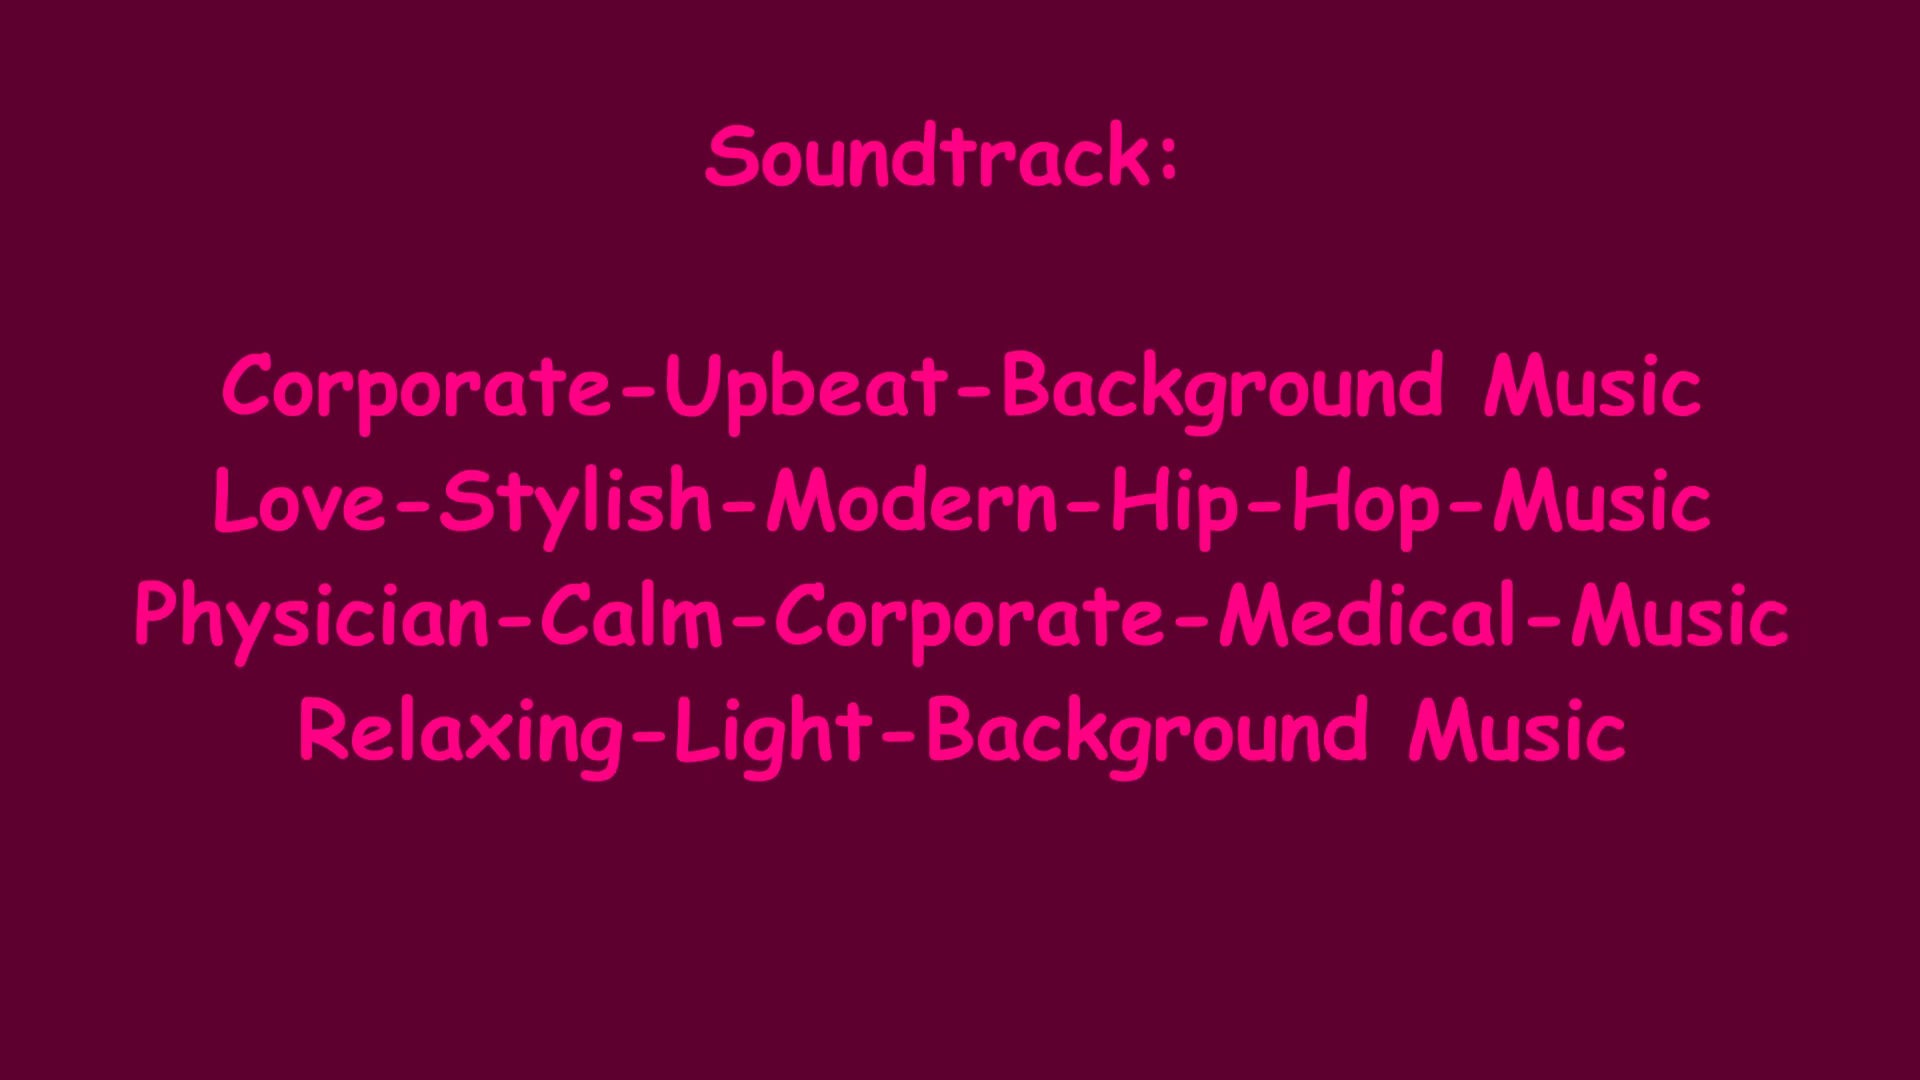 Soundtrack:
Corporate-Upbeat-Background Music
Love-Stylish-Modern-Hip-Hop-Music
Physician-Calm-Corporate-Medical-Music
Relaxing-Light-Background Music